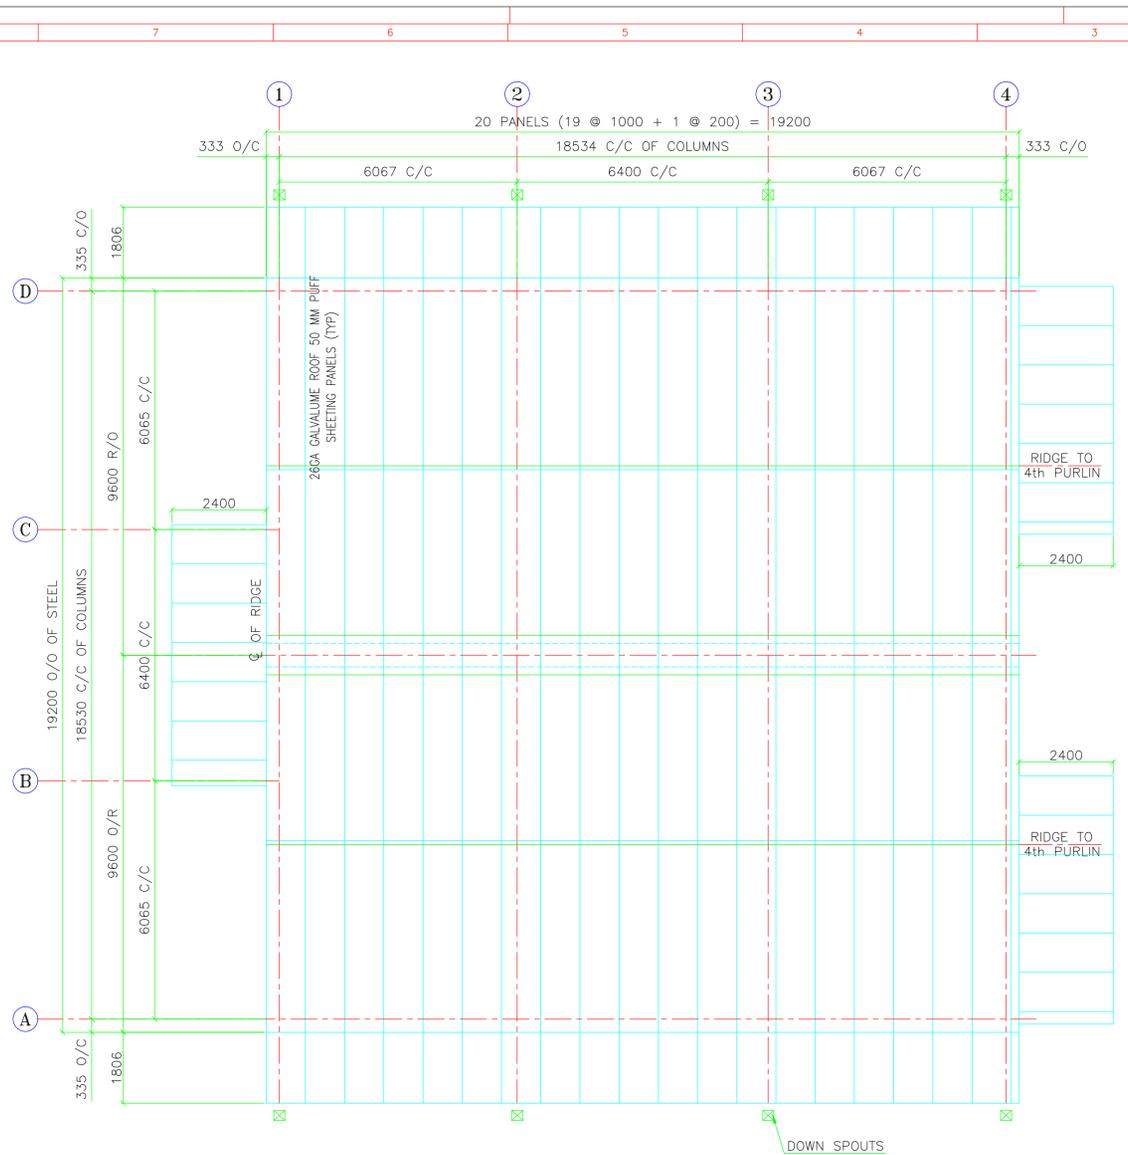 7 6 5 4 3
1 2 3 4
20 PANELS (19 @ 1000 + 1 @ 200) = 19200
333 O/C 18534 C/C OF COLUMNS 333 C/O
6067 C/C 6400 C/C 6067 C/C
335 C/O
1806
D
26GA GALVALUME ROOF 50 MM PUFF
SHEETING PANELS (TYP)
6065 C/C
9600 R/O
RIDGE TO
4th PURLIN
2400
C
2400
19200 O/O OF STEEL
18530 C/C OF COLUMNS
6400 C/C
℄ OF RIDGE
2400
B
9600 O/R
RIDGE TO
4th PURLIN
6065 C/C
A
335 O/C
1806
DOWN SPOUTS